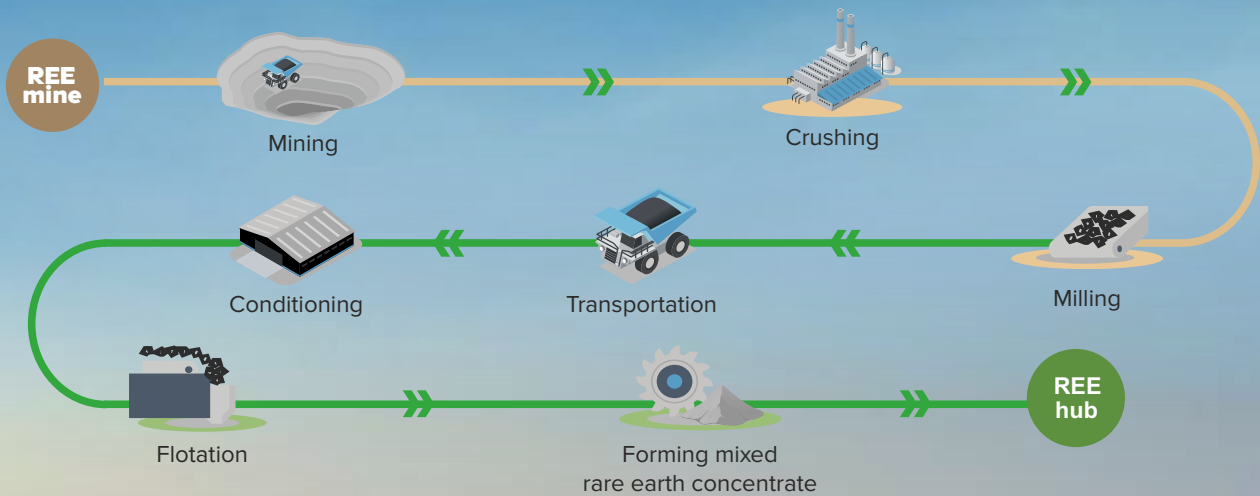 REE
mine
Mining
Crushing
Conditioning
Transportation
Milling
REE
hub
Flotation
Forming mixed
rare earth concentrate